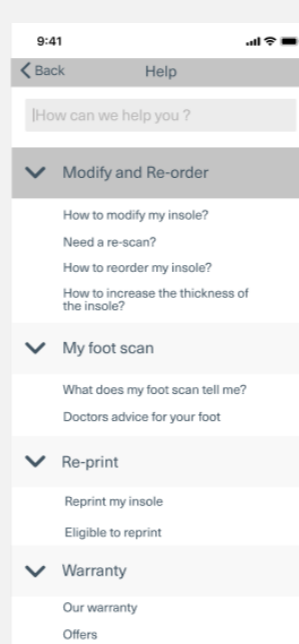 9:41
Back
Help
How can we help you ?
Modify and Re-order
How to modify my insole?
Need a re-scan?
How to reorder my insole?
How to increase the thickness of
the insole?
My foot scan
What does my foot scan tell me?
Doctors advice for your foot
Re-print
Reprint my insole
Eligible to reprint
Warranty
Our warranty
Offers